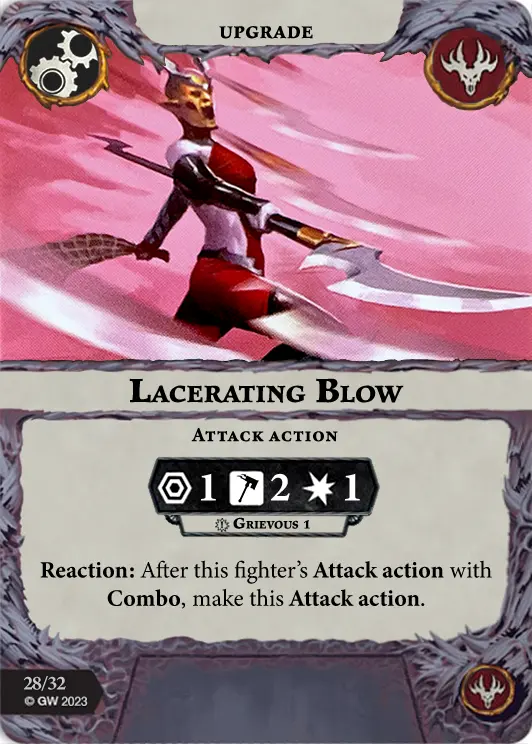 UPGRADE
LACERATING BLOW
ATTACK ACTION
1 2 1
GRIEVOUS 1
Reaction: After this fighter's Attack action with
Combo, make this Attack action.
28/32
© GW 2023